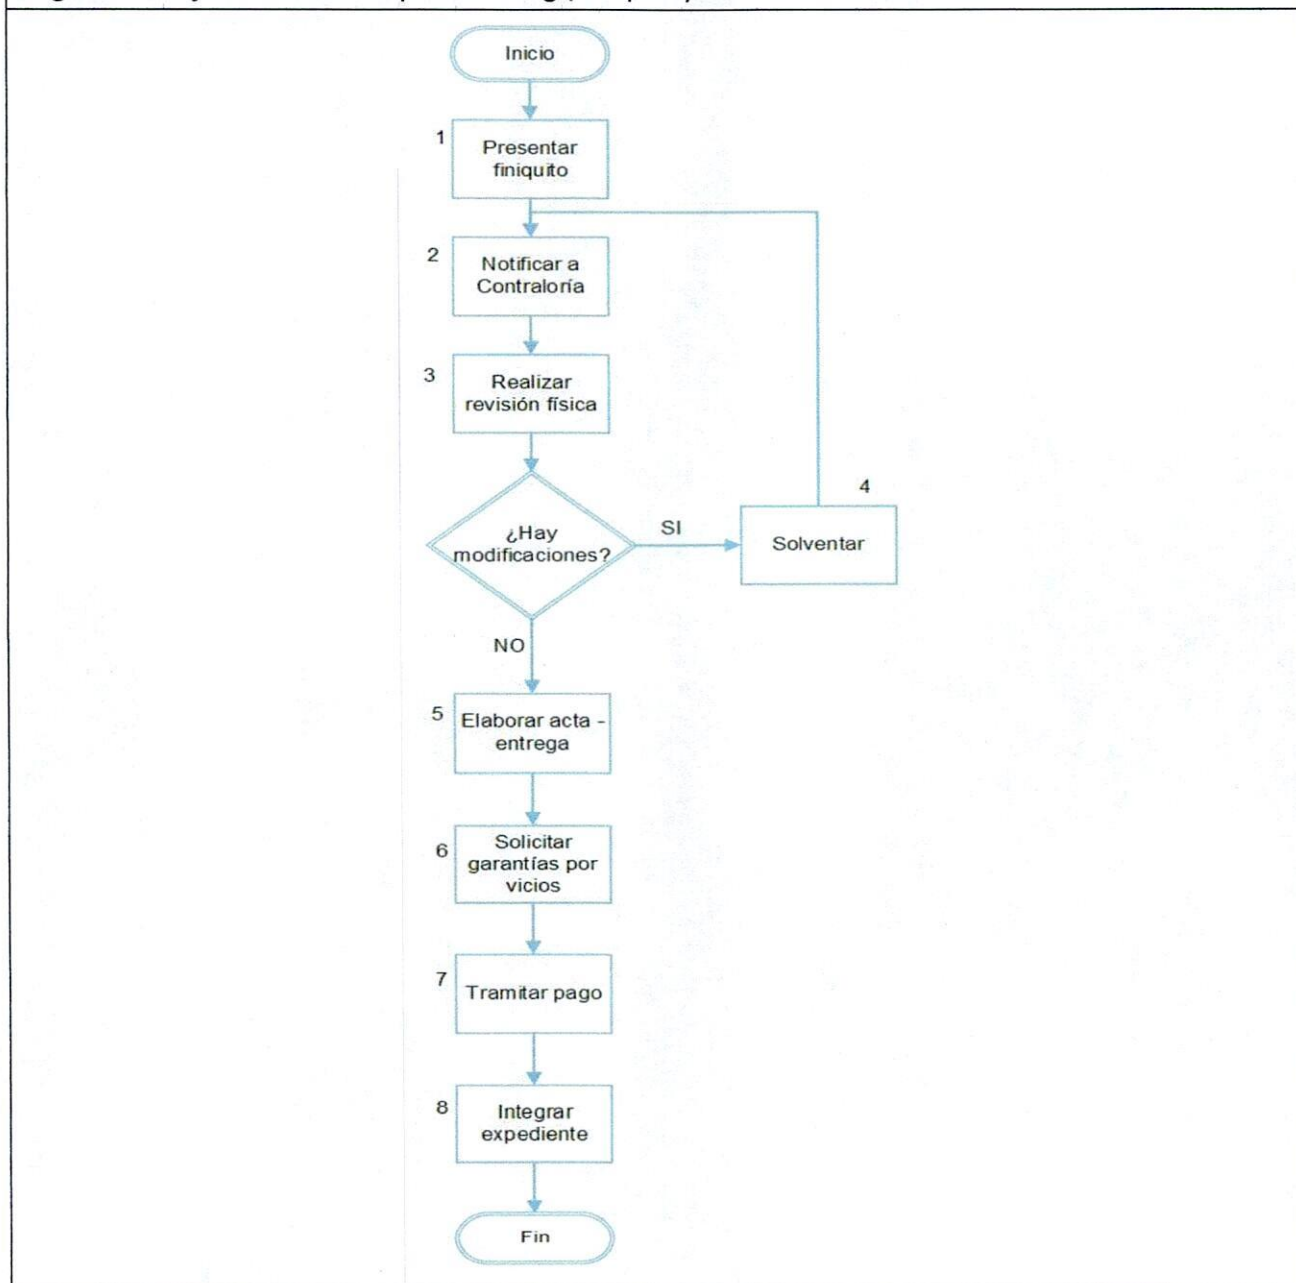 Inicio
1
Presentar
finiquito
2
Notificar a
Contraloría
3
Realizar
revisión física
¿Hay
modificaciones?
SI
4
Solventar
NO
5
Elaborar acta -
entrega
6
Solicitar
garantías por
vicios
7
Tramitar pago
8
Integrar
expediente
Fin